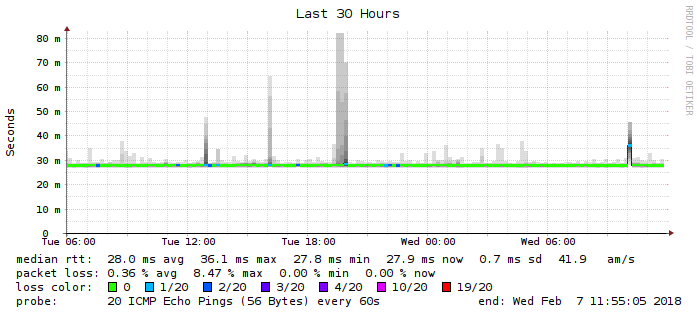 Last 30 Hours
RRDTOOL / TOBI OETIKER
Seconds
80 m
70 m
60 m
50 m
40 m
30 m
20 m
10 m
0
Tue 06:00 Tue 12:00 Tue 18:00 Wed 00:00 Wed 06:00
median rtt: 28.0 ms avg 36.1 ms max 27.8 ms min 27.9 ms now 0.7 ms sd 41.9 am/s
packet loss: 0.36 % avg 8.47 % max 0.00 % min 0.00 % now
loss color: 0 1/20 2/20 3/20 4/20 10/20 19/20
probe: 20 ICMP Echo Pings (56 Bytes) every 60s end: Wed Feb 7 11:55:05 2018